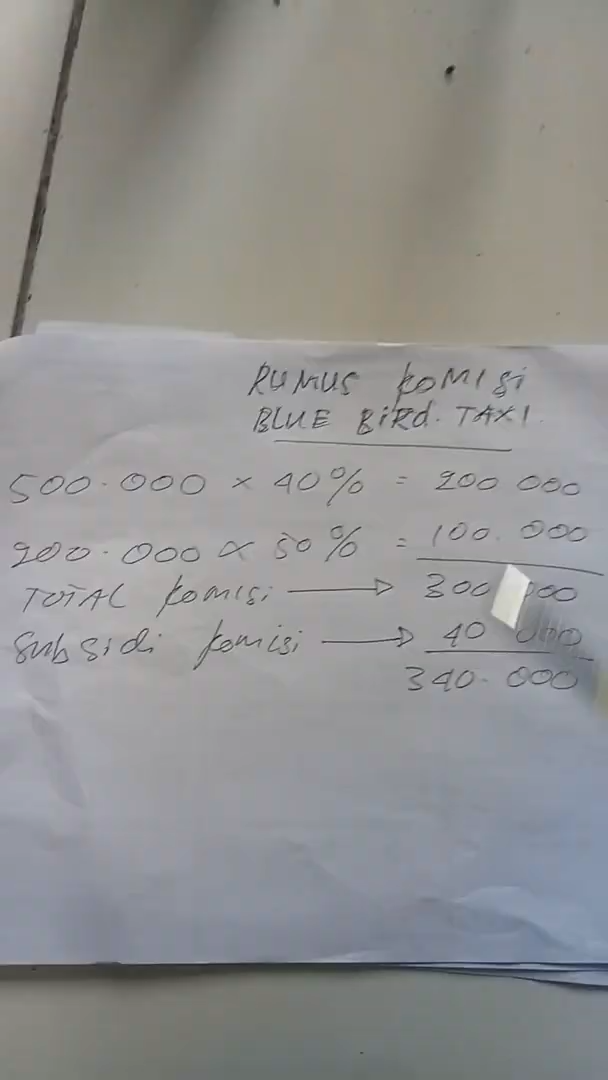 RUMUS KOMISI
BLUE BIRd. TAXI.
500.000 x 40% = 200 000
200.000 x 50% = 100.000
TOTAL komisi → 300 000
Subsidi komisi → 40 000
340.000